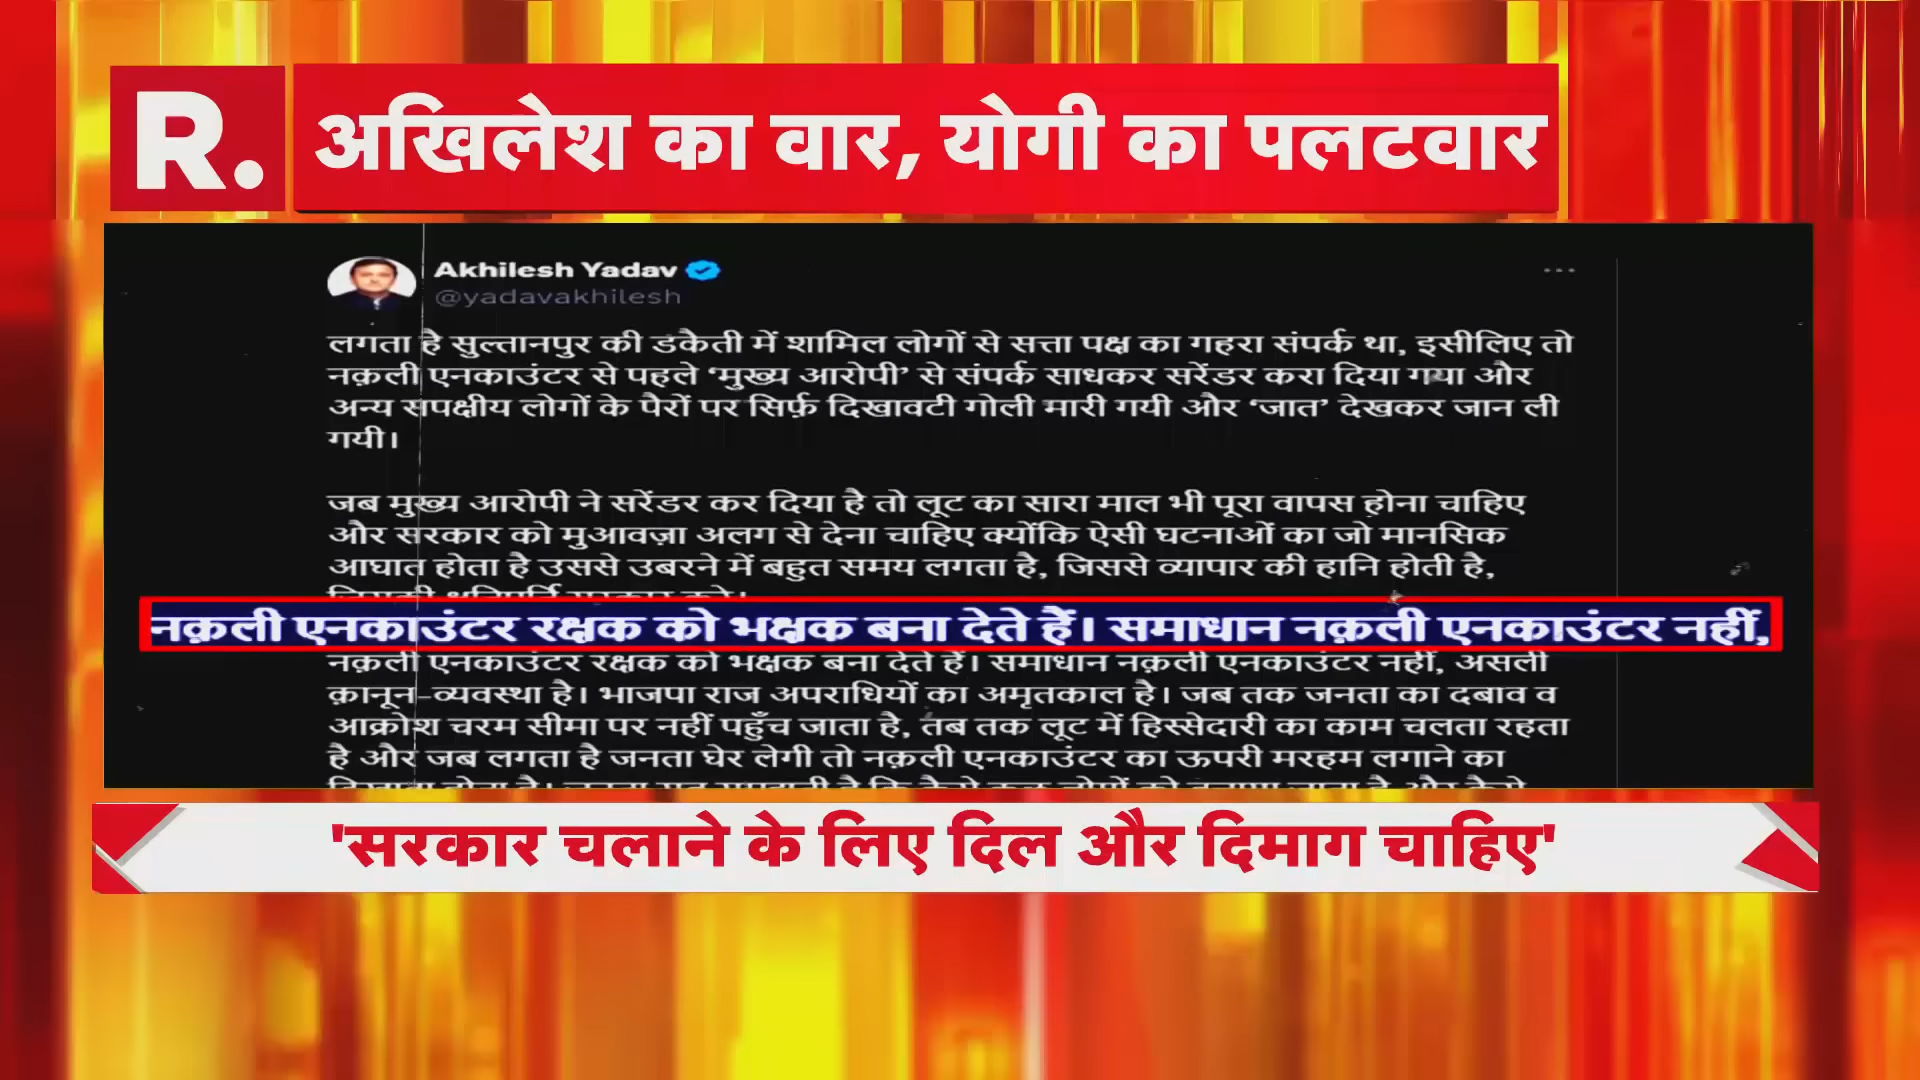 R.
अखिलेश का वार, योगी का पलटवार
Akhilesh Yadav
@yadavakhilesh
लगता है सुल्तानपुर की डकैती में शामिल लोगों से सत्ता पक्ष का गहरा संपर्क था, इसीलिए तो
नक़ली एनकाउंटर से पहले ‘मुख्य आरोपी’ से संपर्क साधकर सरेंडर करा दिया गया और
अन्य सपक्षीय लोगों के पैरों पर सिर्फ़ दिखावटी गोली मारी गयी और ‘जात’ देखकर जान ली
गयी।
जब मुख्य आरोपी ने सरेंडर कर दिया है तो लूट का सारा माल भी पूरा वापस होना चाहिए
और सरकार को मुआवज़ा अलग से देना चाहिए क्योंकि ऐसी घटनाओं का जो मानसिक
आघात होता है उससे उबरने में बहुत समय लगता है, जिससे व्यापार की हानि होती है,
नक़ली एनकाउंटर रक्षक को भक्षक बना देते हैं। समाधान नक़ली एनकाउंटर नहीं,
नक़ली एनकाउंटर रक्षक को भक्षक बना देते हैं। समाधान नक़ली एनकाउंटर नहीं, असली
क़ानून-व्यवस्था है। भाजपा राज अपराधियों का अमृतकाल है। जब तक जनता का दबाव व
आक्रोश चरम सीमा पर नहीं पहुँच जाता है, तब तक लूट में हिस्सेदारी का काम चलता रहता
है और जब लगता है जनता घेर लेगी तो नक़ली एनकाउंटर का ऊपरी मरहम लगाने का
'सरकार चलाने के लिए दिल और दिमाग चाहिए'